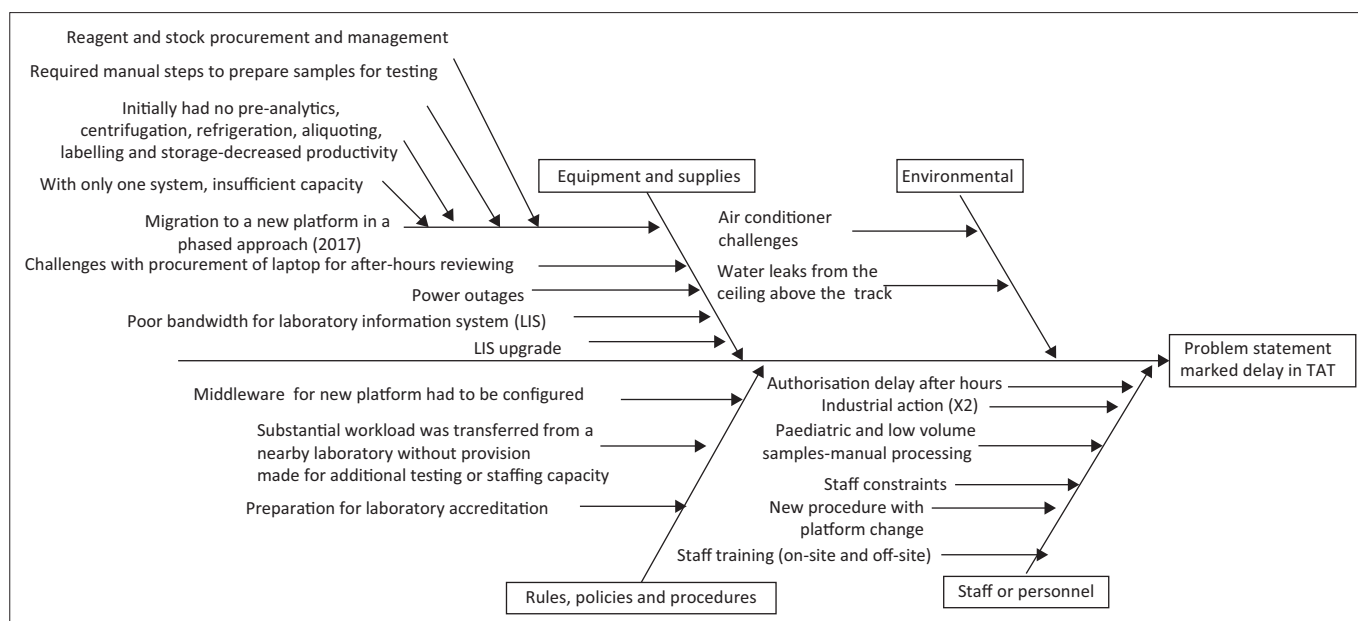 Reagent and stock procurement and management
Required manual steps to prepare samples for testing
Initially had no pre-analytics,
centrifugation, refrigeration, aliquoting,
labelling and storage-decreased productivity
With only one system, insufficient capacity
Migration to a new platform in a
phased approach (2017)
Challenges with procurement of laptop for after-hours reviewing
Power outages
Poor bandwidth for laboratory information system (LIS)
LIS upgrade
Equipment and supplies
Environmental
Air conditioner
challenges
Water leaks from the
ceiling above the track
Problem statement
marked delay in TAT
Middleware for new platform had to be configured
Substantial workload was transferred from a
nearby laboratory without provision
made for additional testing or staffing capacity
Preparation for laboratory accreditation
Rules, policies and procedures
Authorisation delay after hours
Industrial action (X2)
Paediatric and low volume
samples-manual processing
Staff constraints
New procedure with
platform change
Staff training (on-site and off-site)
Staff or personnel